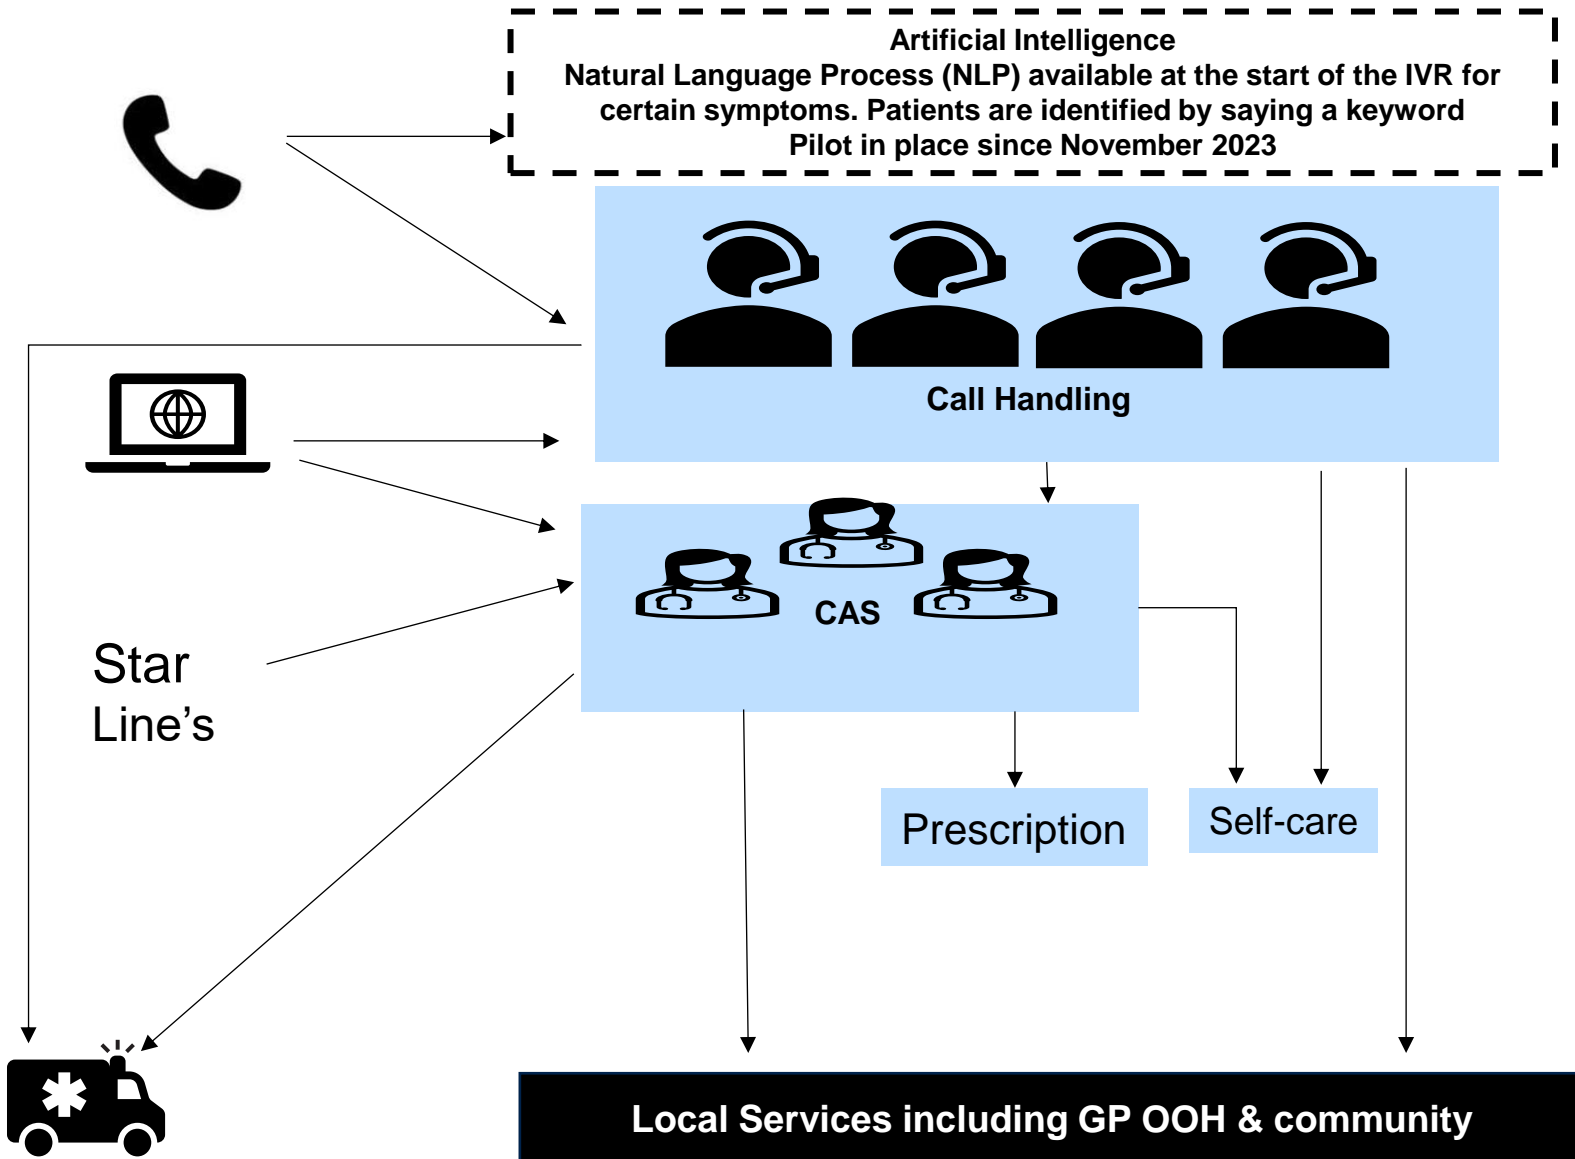 Artificial Intelligence
Natural Language Process (NLP) available at the start of the IVR for
certain symptoms. Patients are identified by saying a keyword
Pilot in place since November 2023
Call Handling
CAS
Star
Line's
Prescription
Self-care
Local Services including GP OOH & community